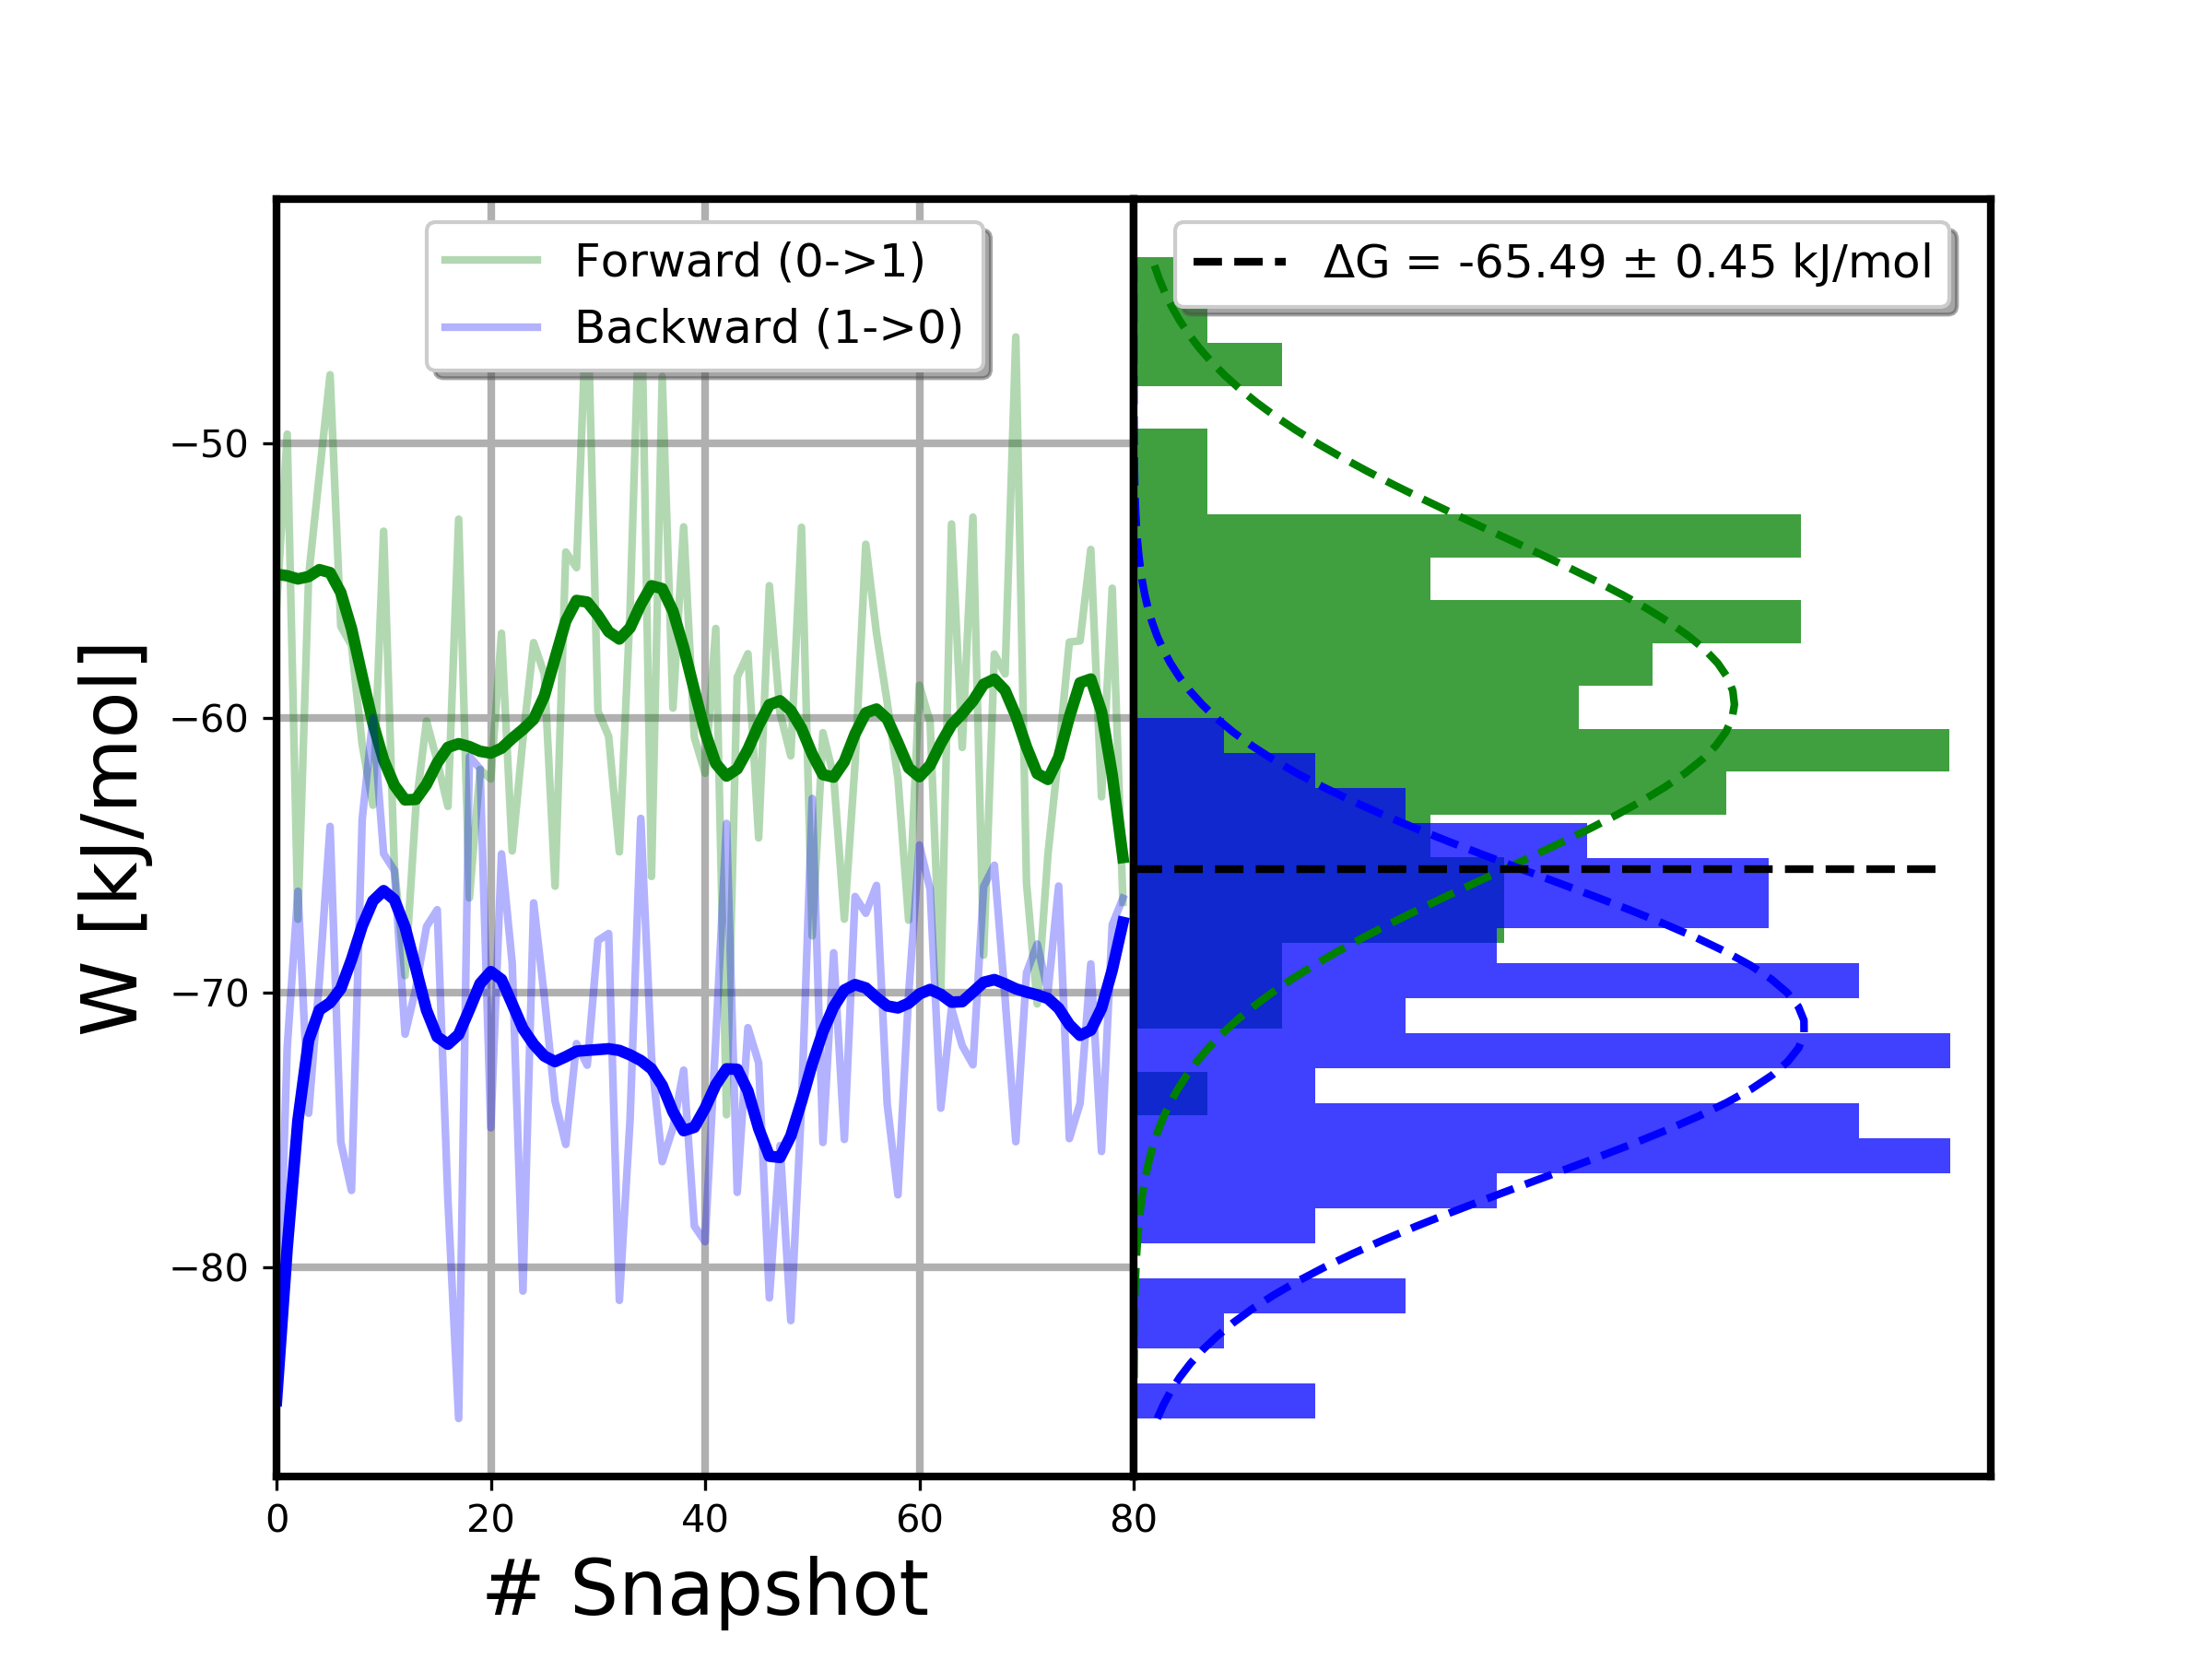 Forward (0->1)
Backward (1->0)
ΔG = -65.49 ± 0.45 kJ/mol
−50
−60
−70
−80
W [kJ/mol]
0 20 40 60 80
# Snapshot